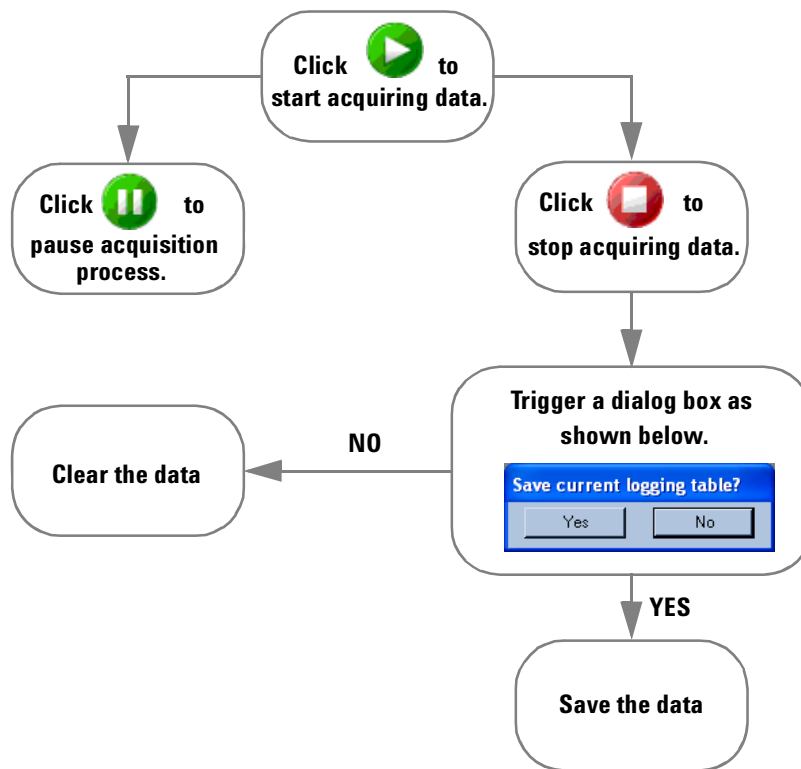 Click to
start acquiring data.
Click to
pause acquisition
process.
Click to
stop acquiring data.
Trigger a dialog box as
shown below.
Save current logging table?
Yes No
NO
Clear the data
YES
Save the data